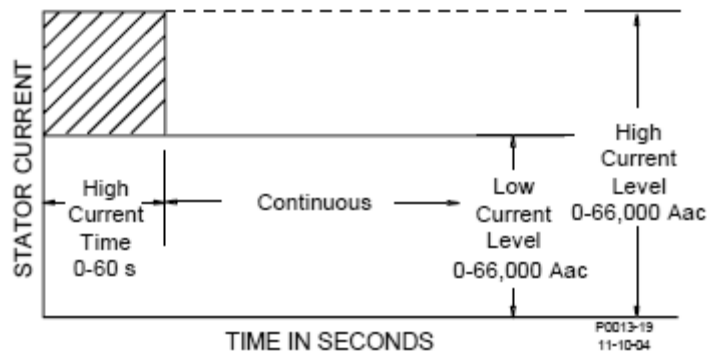 STATOR CURRENT
High
Current
Time
0-60 s
Continuous
Low
Current
Level
0-66,000 Aac
High
Current
Level
0-66,000 Aac
TIME IN SECONDS
P0013-19
11-10-04